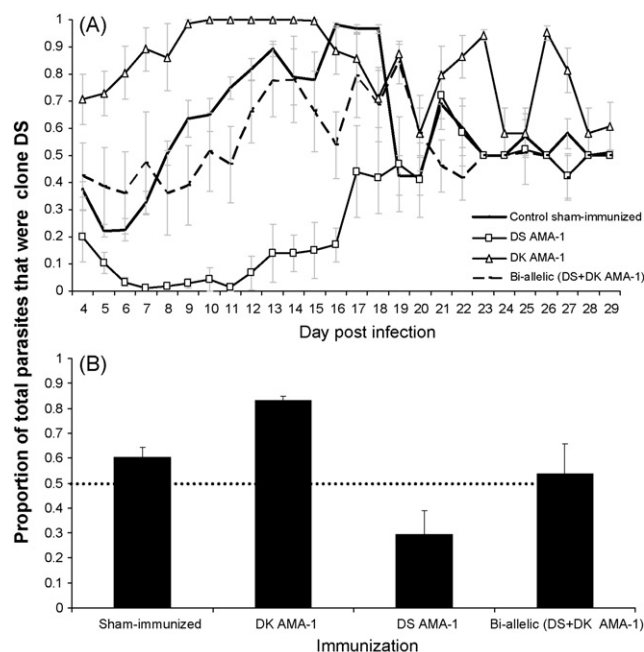 Proportion of total parasites that were clone DS
(A)
1
0.9
0.8
0.7
0.6
0.5
0.4
0.3
0.2
0.1
0
Control sham-immunized
DS AMA-1
DK AMA-1
Bi-allelic (DS+DK AMA-1)
4 5 6 7 8 9 10 11 12 13 14 15 16 17 18 19 20 21 22 23 24 25 26 27 28 29
Day post infection
(B)
1
0.9
0.8
0.7
0.6
0.5
0.4
0.3
0.2
0.1
0
Sham-immunized DK AMA-1 DS AMA-1 Bi-allelic (DS+DK AMA-1)
Immunization